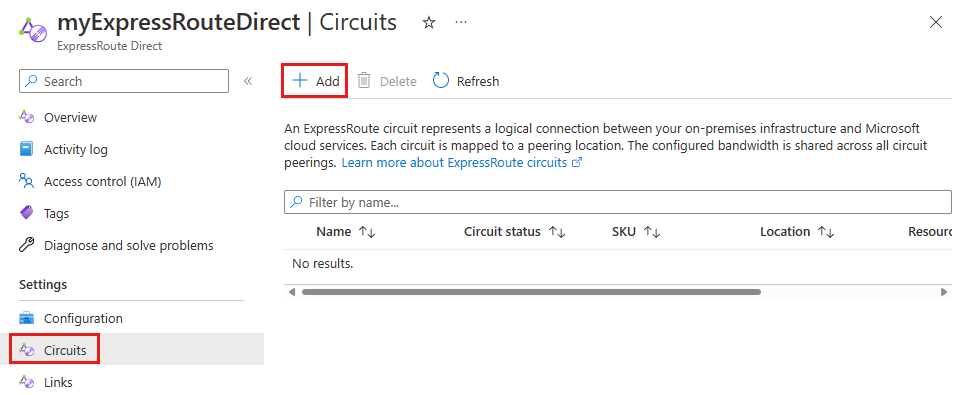 myExpressRouteDirect | Circuits
ExpressRoute Direct
Search
Overview
Activity log
Access control (IAM)
Tags
Diagnose and solve problems
Settings
Configuration
Circuits
Links
Add Delete Refresh
An ExpressRoute circuit represents a logical connection between your on-premises infrastructure and Microsoft
cloud services. Each circuit is mapped to a peering location. The configured bandwidth is shared across all circuit
peerings. Learn more about ExpressRoute circuits
Filter by name...
Name Circuit status SKU Location Resourc
No results.